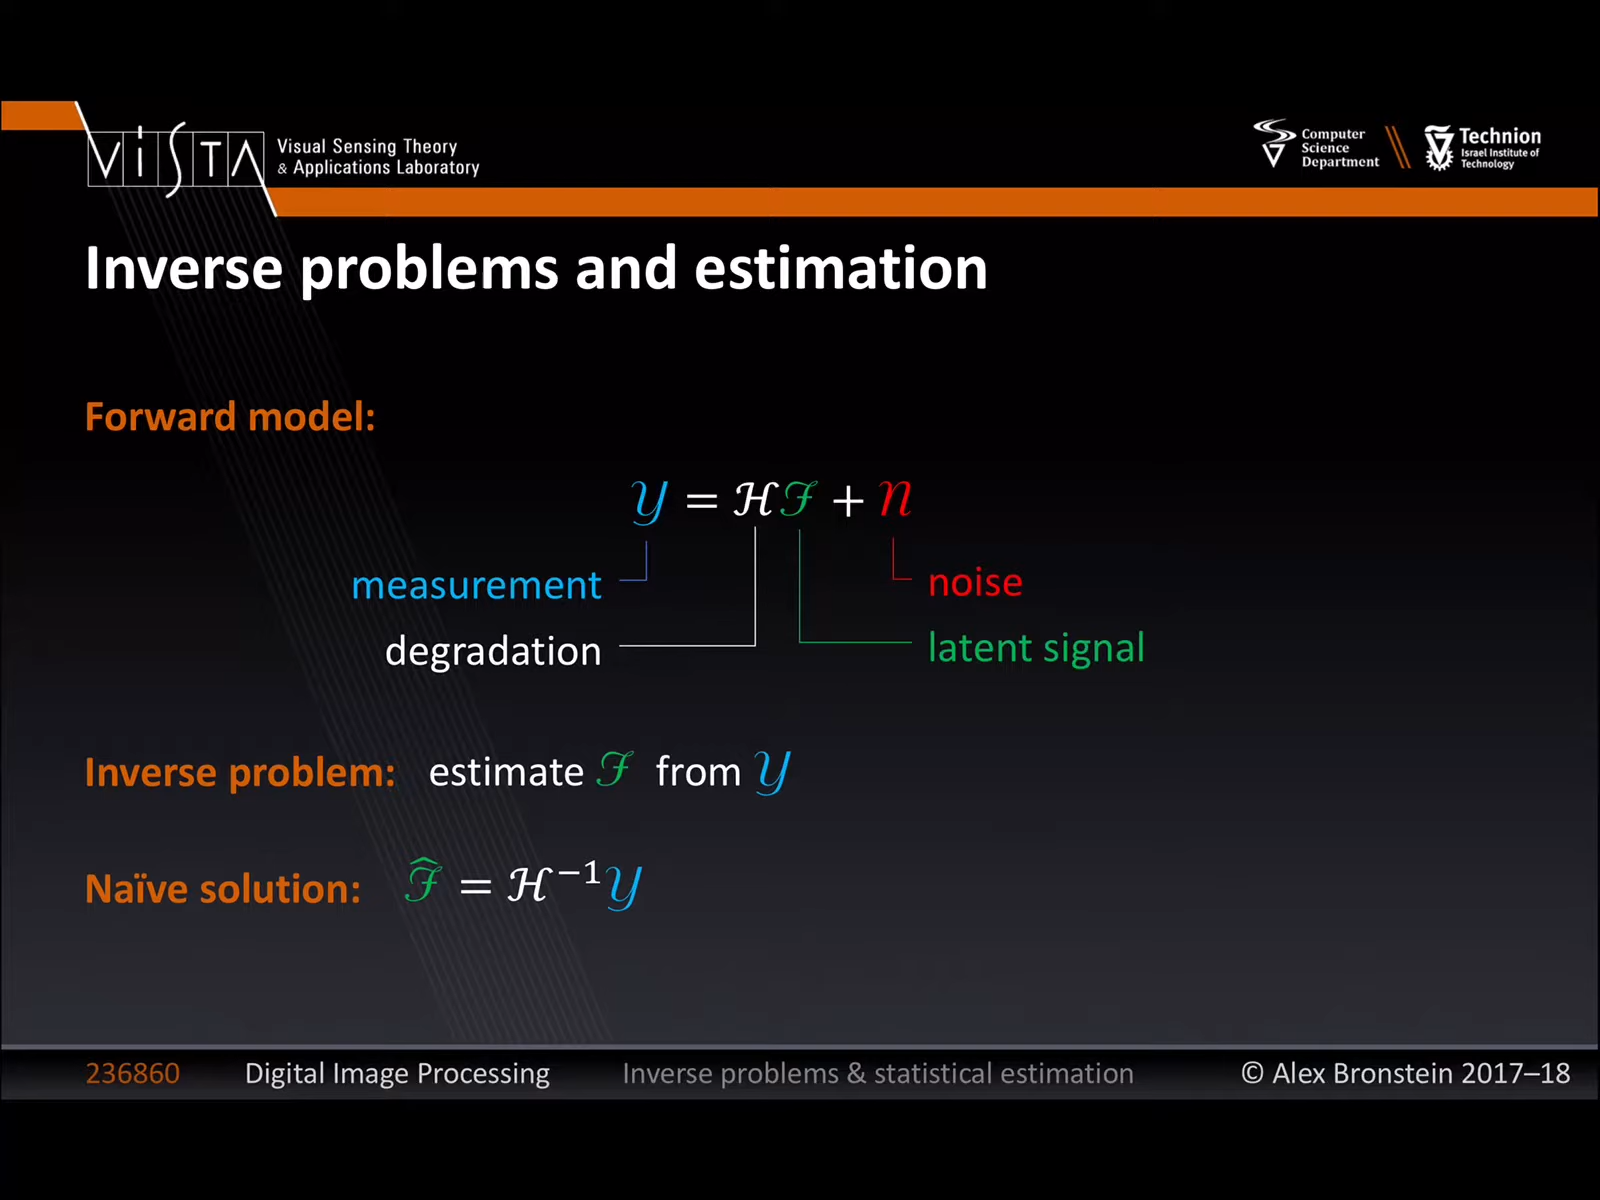 ViSTA
Visual Sensing Theory
& Applications Laboratory
Computer
Science
Department
Technion
Israel Institute of
Technology
Inverse problems and estimation
Forward model:
𝒴 = ℋℱ + 𝒩
measurement
noise
degradation
latent signal
Inverse problem: estimate ℱ from 𝒴
Naïve solution: ℱ̂ = ℋ⁻¹𝒴
236860 Digital Image Processing Inverse problems & statistical estimation © Alex Bronstein 2017–18